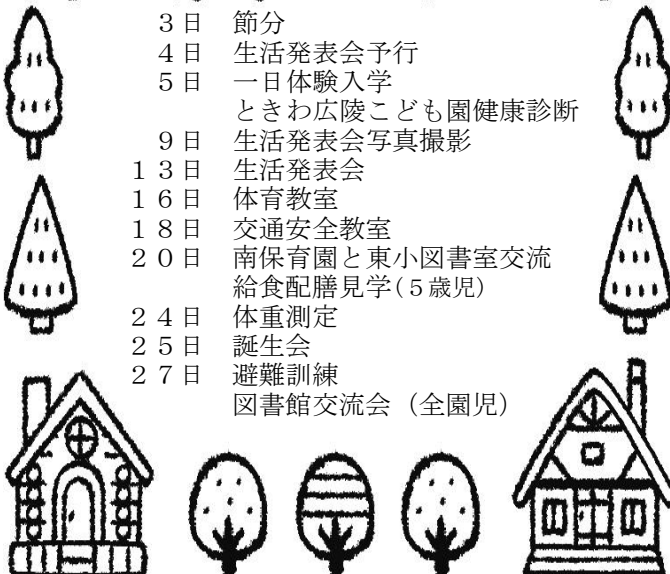 ３日　節分
４日　生活発表会予行
５日　一日体験入学
ときわ広陵こども園健康診断
９日　生活発表会写真撮影
１３日　生活発表会
１６日　体育教室
１８日　交通安全教室
２０日　南保育園と東小図書室交流
給食配膳見学(５歳児)
２４日　体重測定
２５日　誕生会
２７日　避難訓練
図書館交流会（全園児）